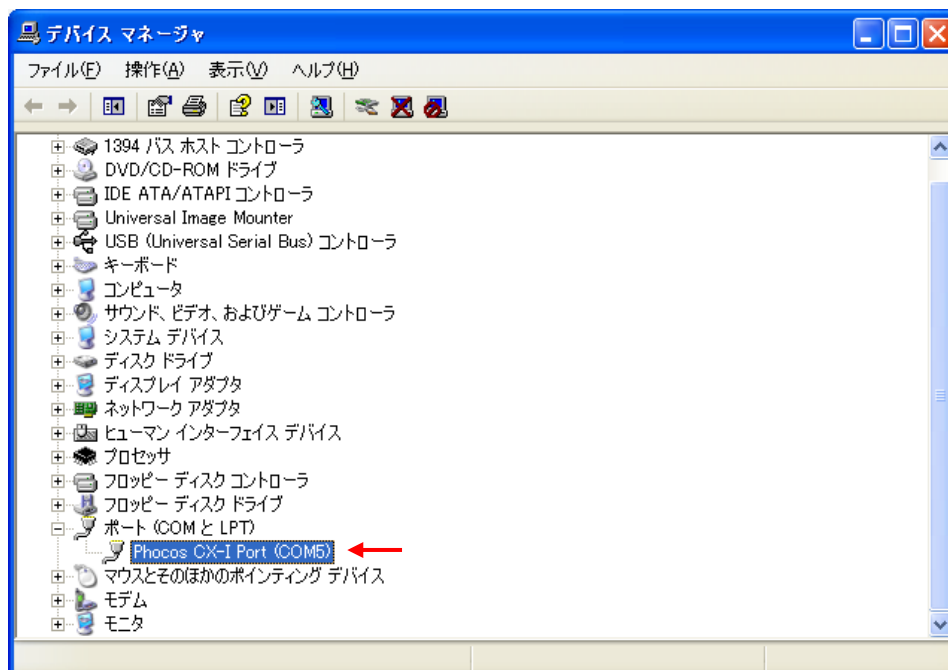 デバイス マネージャ
ファイル(F) 操作(A) 表示(V) ヘルプ(H)
1394 バス ホスト コントローラ
DVD/CD-ROM ドライブ
IDE ATA/ATAPI コントローラ
Universal Image Mounter
USB (Universal Serial Bus) コントローラ
キーボード
コンピュータ
サウンド、ビデオ、およびゲーム コントローラ
システム デバイス
ディスク ドライブ
ディスプレイ アダプタ
ネットワーク アダプタ
ヒューマン インターフェイス デバイス
プロセッサ
フロッピー ディスク コントローラ
フロッピー ディスク ドライブ
ポート (COM と LPT)
Phocos CX-I Port (COM5)
マウスとそのほかのポインティング デバイス
モデム
モニタ